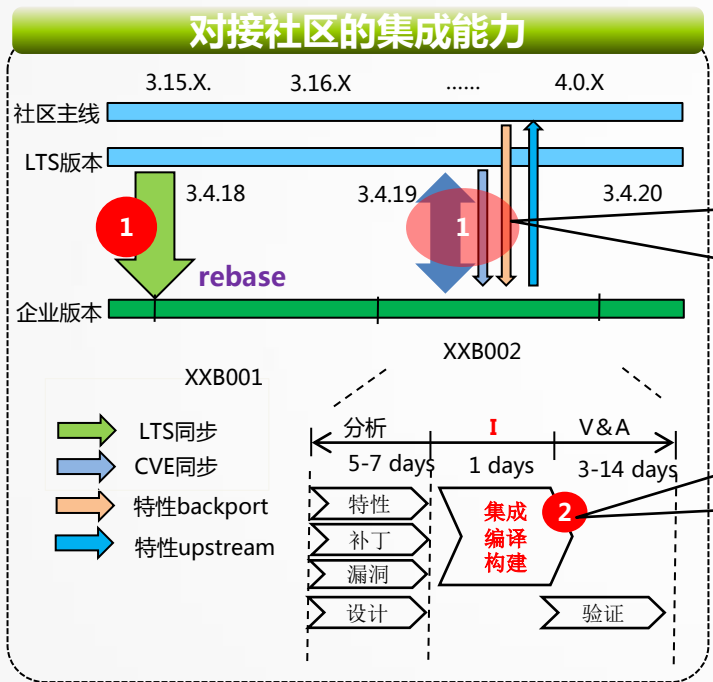 对接社区的集成能力
3.15.X. 3.16.X ...... 4.0.X
社区主线
LTS版本
3.4.18 3.4.19 3.4.20
1 1
rebase
企业版本
XXB002
XXB001
LTS同步
CVE同步
特性backport
特性upstream
分析 I V&A
5-7 days 1 days 3-14 days
特性
补丁
漏洞
设计
集成
编译
构建
2
验证